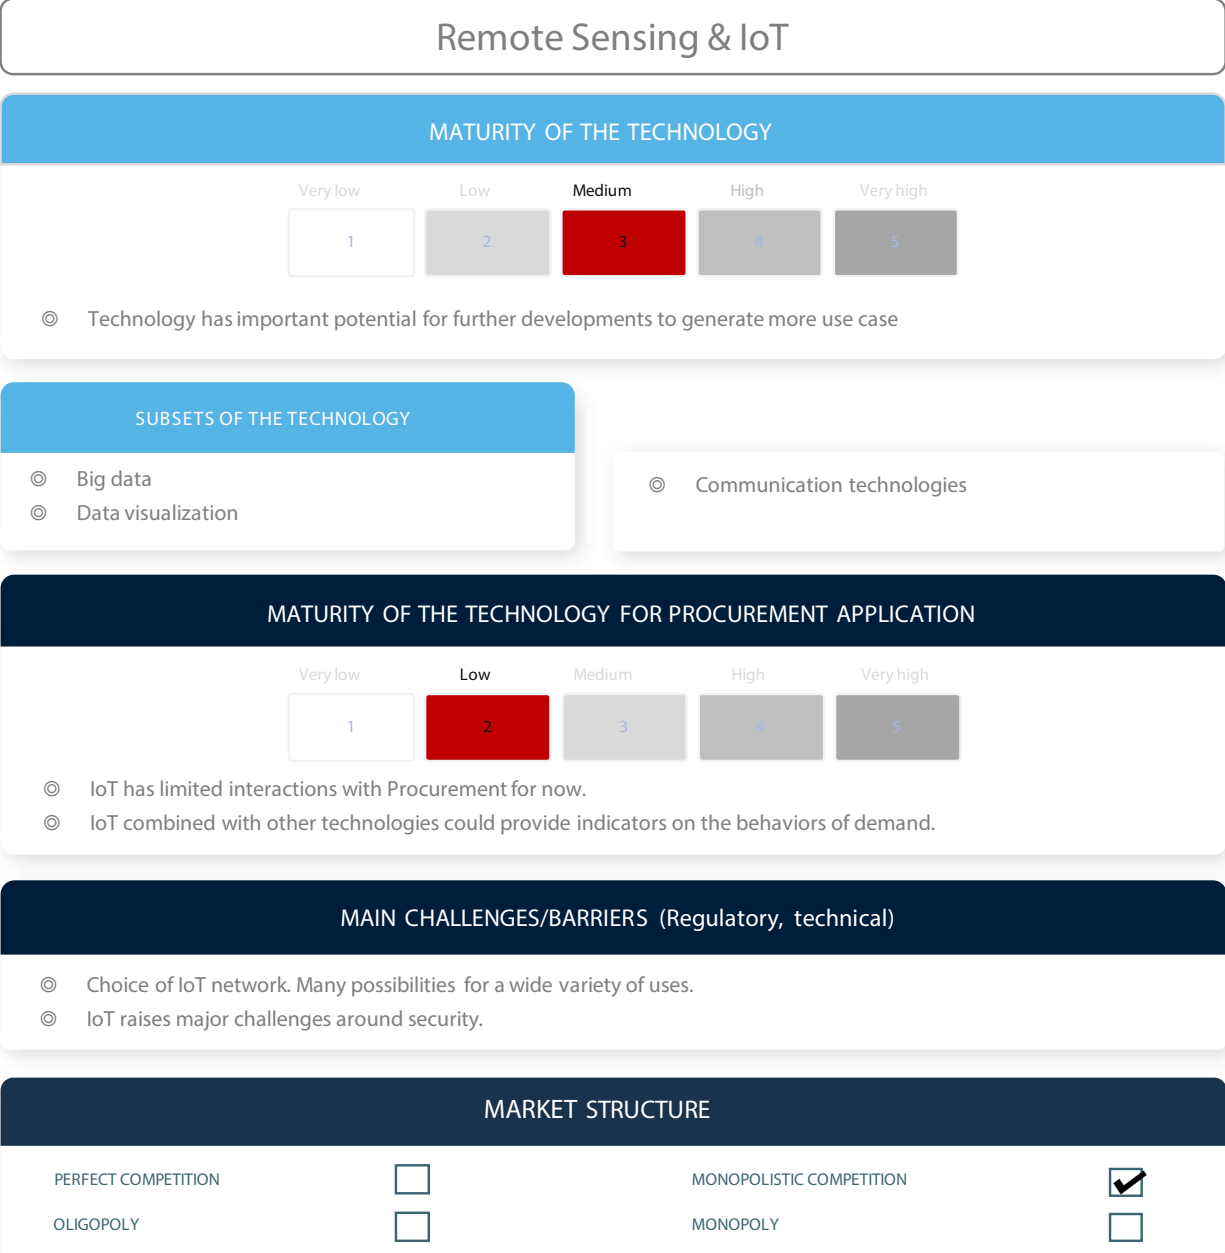 Remote Sensing & IoT
MATURITY OF THE TECHNOLOGY
Very low Low Medium High Very high
1 2 3 4 5
◎ Technology has important potential for further developments to generate more use case
SUBSETS OF THE TECHNOLOGY
◎ Big data
◎ Data visualization
◎ Communication technologies
MATURITY OF THE TECHNOLOGY FOR PROCUREMENT APPLICATION
Very low Low Medium High Very high
1 2 3 4 5
◎ IoT has limited interactions with Procurement for now.
◎ IoT combined with other technologies could provide indicators on the behaviors of demand.
MAIN CHALLENGES/BARRIERS (Regulatory, technical)
◎ Choice of IoT network. Many possibilities for a wide variety of uses.
◎ IoT raises major challenges around security.
MARKET STRUCTURE
PERFECT COMPETITION MONOPOLISTIC COMPETITION
OLIGOPOLY MONOPOLY